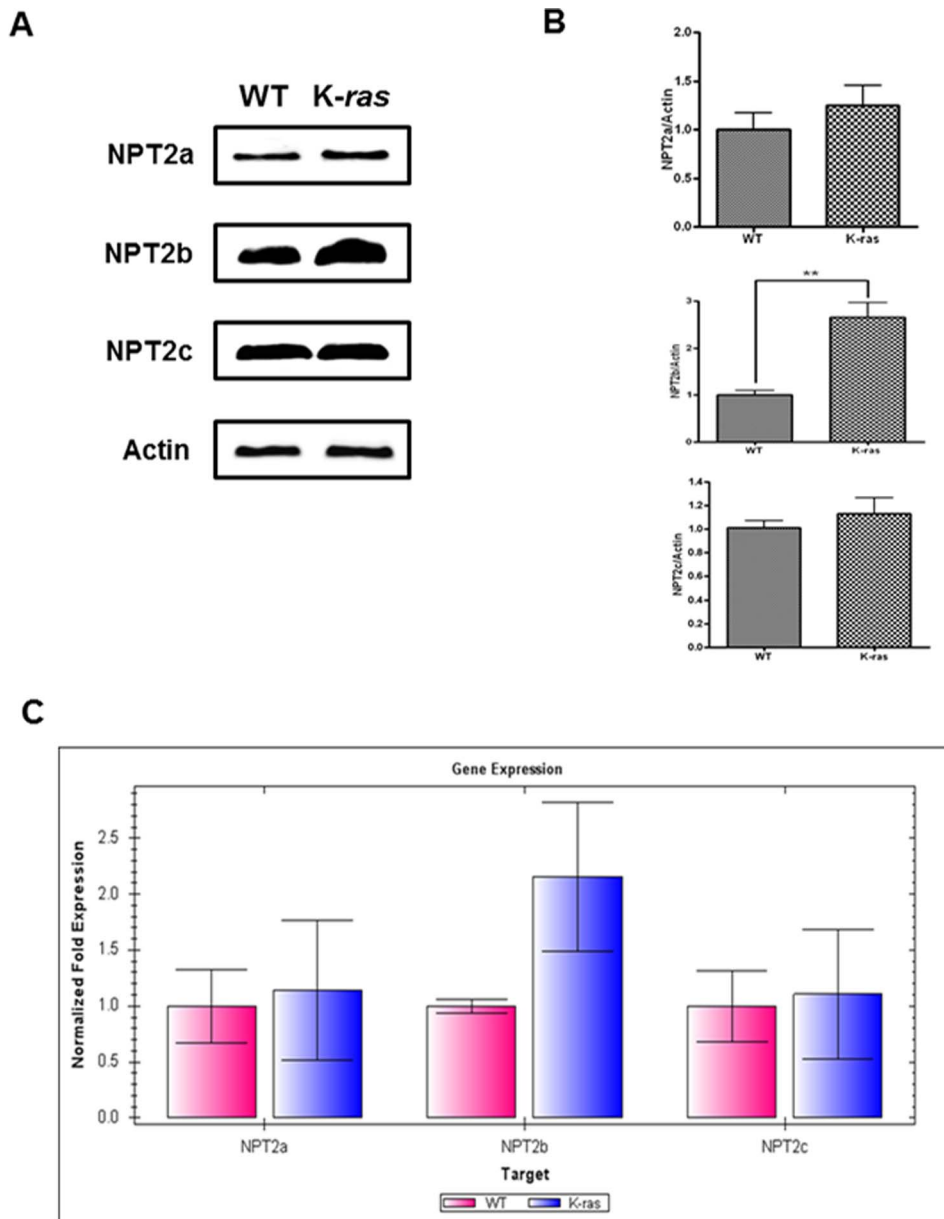 A
WT K-ras
NPT2a
NPT2b
NPT2c
Actin
B
NPT2a/Actin
2.0
1.5
1.0
0.5
0.0
WT K-ras
**
NPT2b/Actin
3
2
1
0
WT K-ras
NPT2c/Actin
1.4
1.2
1.0
0.8
0.6
0.4
0.2
0.0
WT K-ras
C
Gene Expression
Normalized Fold Expression
2.5
2.0
1.5
1.0
0.5
0.0
NPT2a NPT2b NPT2c
Target
WT K-ras